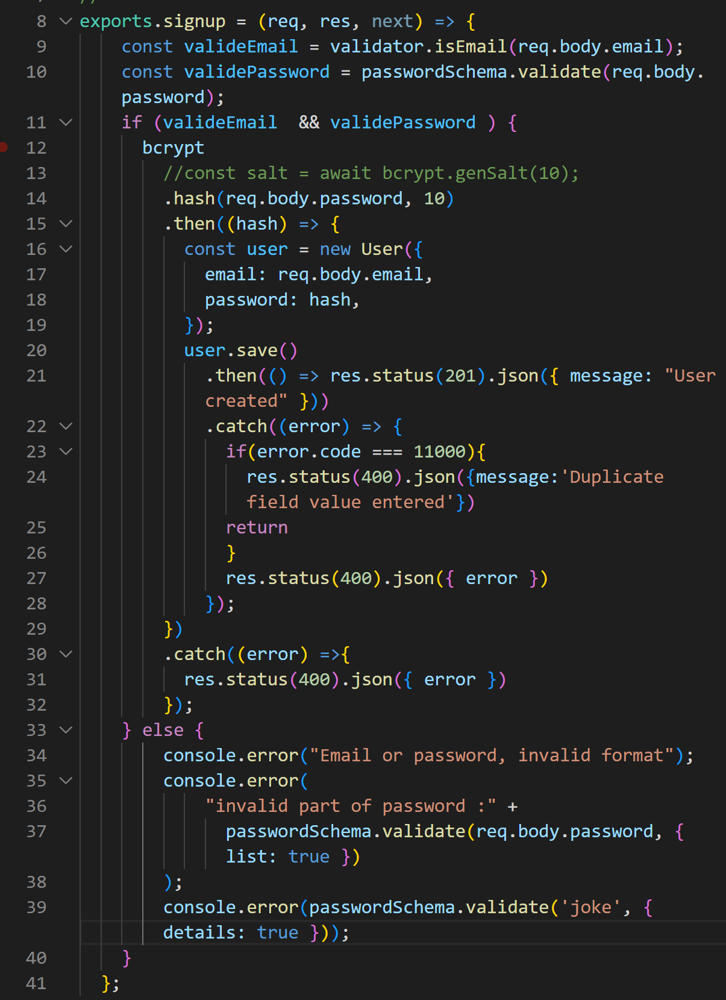 8 exports.signup = (req, res, next) => {
9 const valideEmail = validator.isEmail(req.body.email);
10 const validePassword = passwordSchema.validate(req.body.
password);
11 if (valideEmail  && validePassword ) {
12 bcrypt
13 //const salt = await bcrypt.genSalt(10);
14 .hash(req.body.password, 10)
15 .then((hash) => {
16 const user = new User({
17 email: req.body.email,
18 password: hash,
19 });
20 user.save()
21 .then(() => res.status(201).json({ message: "User
created" }))
22 .catch((error) => {
23 if(error.code === 11000){
24 res.status(400).json({message:'Duplicate
field value entered'})
25 return
26 }
27 res.status(400).json({ error })
28 });
29 })
30 .catch((error) =>{
31 res.status(400).json({ error })
32 });
33 } else {
34 console.error("Email or password, invalid format");
35 console.error(
36 "invalid part of password :" +
37 passwordSchema.validate(req.body.password, {
list: true })
38 );
39 console.error(passwordSchema.validate('joke', {
details: true }));
40 }
41 };